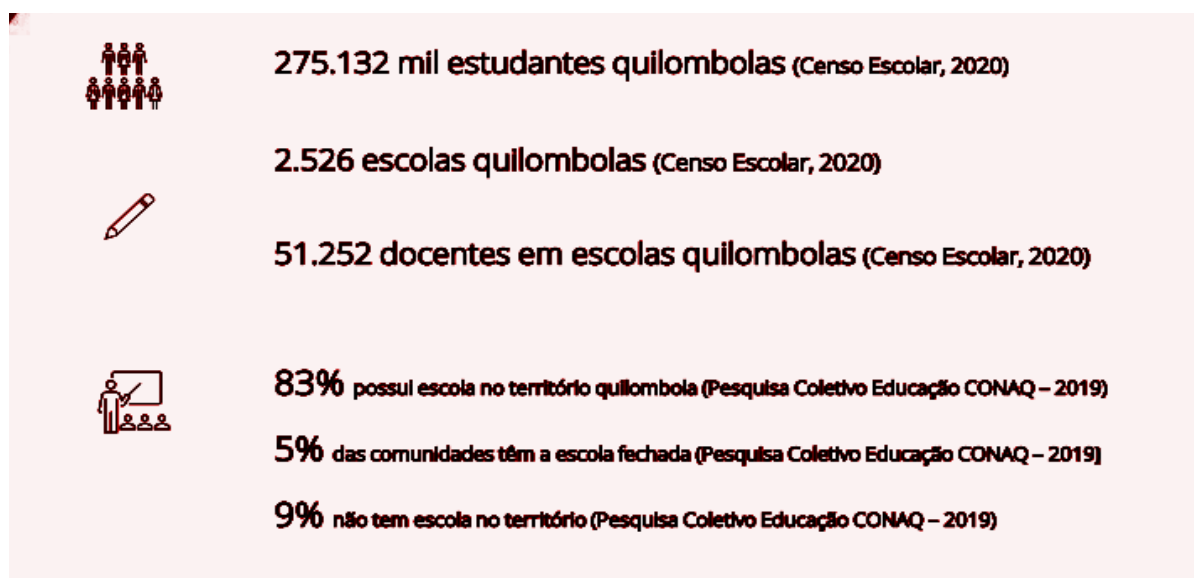 275.132 mil estudantes quilombolas (Censo Escolar, 2020)
2.526 escolas quilombolas (Censo Escolar, 2020)
51.252 docentes em escolas quilombolas (Censo Escolar, 2020)
83% possui escola no território quilombola (Pesquisa Coletivo Educação CONAQ – 2019)
5% das comunidades têm a escola fechada (Pesquisa Coletivo Educação CONAQ – 2019)
9% não tem escola no território (Pesquisa Coletivo Educação CONAQ – 2019)